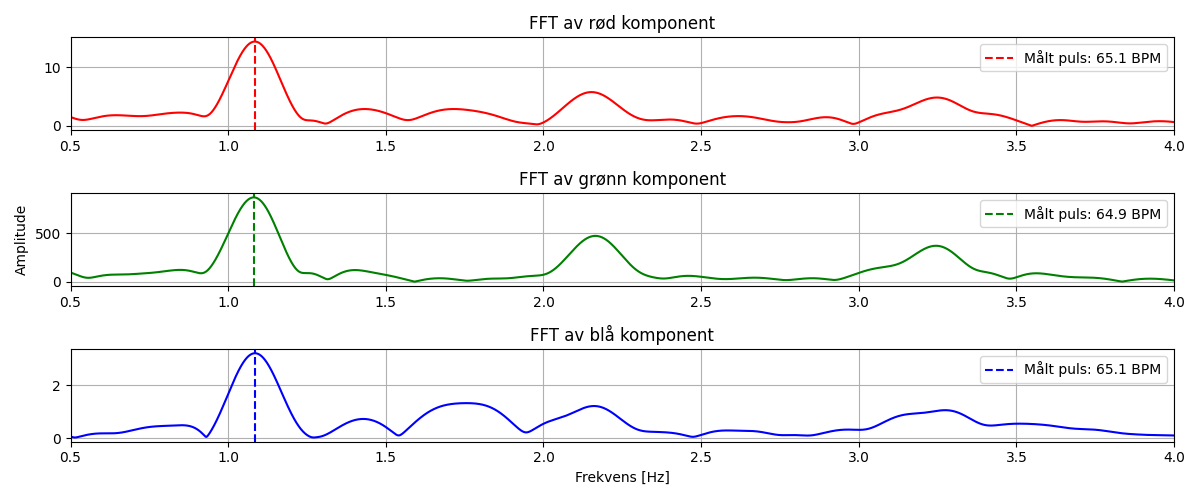 FFT av rød komponent
10
0
Målt puls: 65.1 BPM
0.5 1.0 1.5 2.0 2.5 3.0 3.5 4.0
FFT av grønn komponent
Amplitude
500
0
Målt puls: 64.9 BPM
0.5 1.0 1.5 2.0 2.5 3.0 3.5 4.0
FFT av blå komponent
2
0
Målt puls: 65.1 BPM
0.5 1.0 1.5 2.0 2.5 3.0 3.5 4.0
Frekvens [Hz]